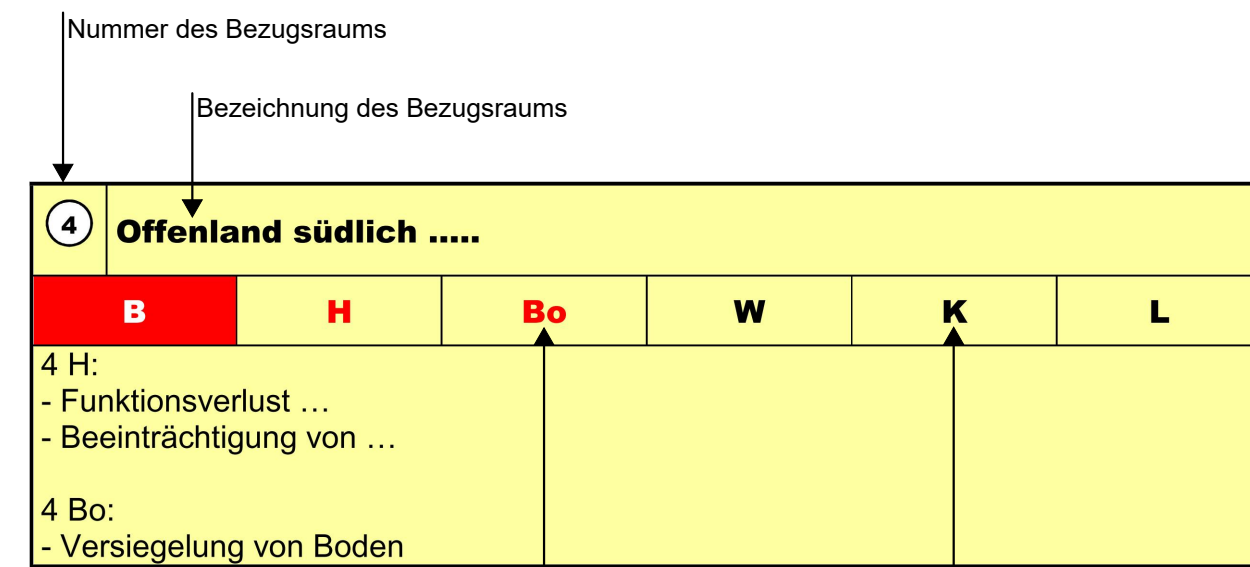 Nummer des Bezugsraums
Bezeichnung des Bezugsraums
4 Offenland südlich .....
B H Bo W K L
4 H:
- Funktionsverlust …
- Beeinträchtigung von …
4 Bo:
- Versiegelung von Boden